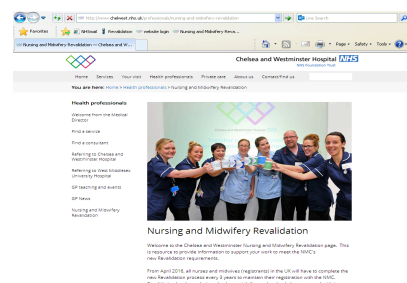 http://www.chelwest.nhs.uk/professionals/nursing-and-midwifery-revalidation
Live Search
Favorites NHSmail Revalidation website login Nursing and Midwifery Reva...
Nursing and Midwifery Revalidation — Chelsea and W...
Page Safety Tools
Chelsea and Westminster Hospital NHS
NHS Foundation Trust
Home Services Your visit Health professionals Private care About us Contact/find us
You are here: Home > Health professionals > Nursing and Midwifery Revalidation
Health professionals
Welcome from the Medical
Director
Find a service
Find a consultant
Referring to Chelsea and
Westminster Hospital
Referring to West Middlesex
University Hospital
GP teaching and events
GP News
Nursing and Midwifery
Revalidation
Nursing and Midwifery Revalidation
Welcome to the Chelsea and Westminster Nursing and Midwifery Revalidation page. This
is resource to provide information to support your work to meet the NMC's
new Revalidation requirements.
From April 2016, all nurses and midwives (registrants) in the UK will have to complete the
new Revalidation process every 3 years to maintain their registration with the NMC.